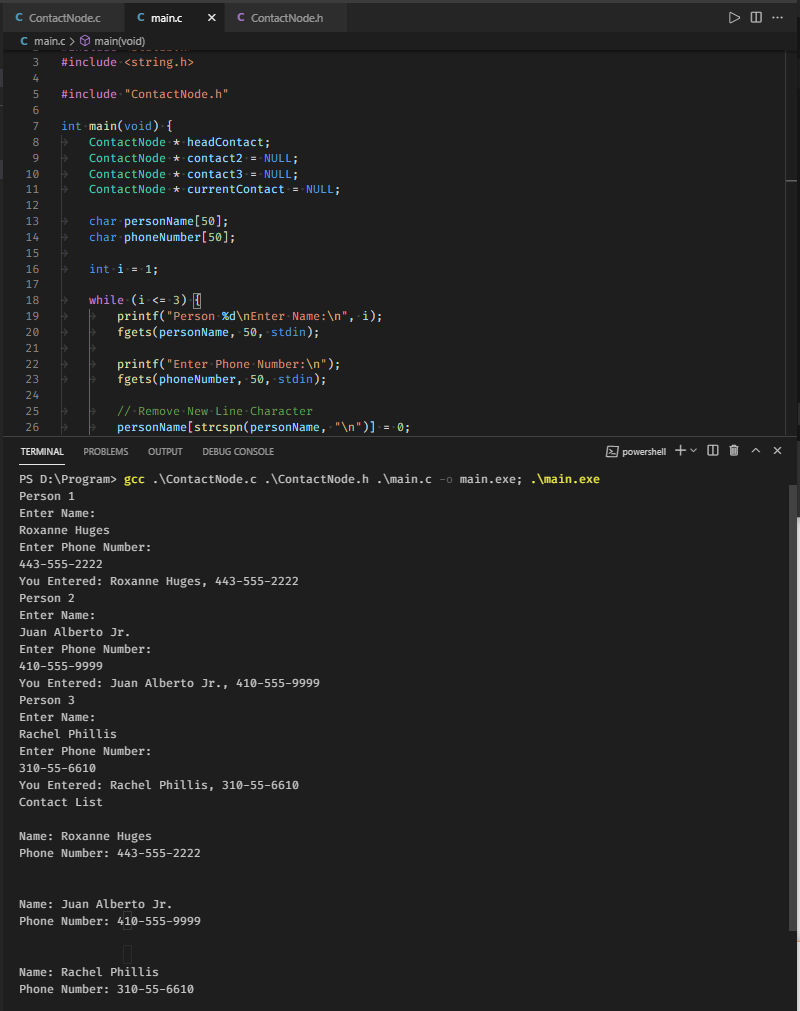 C ContactNode.c C main.c × C ContactNode.h
C main.c > main(void)
3 #include <string.h>
4
5 #include "ContactNode.h"
6
7 int main(void) {
8 ContactNode * headContact;
9 ContactNode * contact2 = NULL;
10 ContactNode * contact3 = NULL;
11 ContactNode * currentContact = NULL;
12
13 char personName[50];
14 char phoneNumber[50];
15
16 int i = 1;
17
18 while (i <= 3) {
19 printf("Person %d\nEnter Name:\n", i);
20 fgets(personName, 50, stdin);
21
22 printf("Enter Phone Number:\n");
23 fgets(phoneNumber, 50, stdin);
24
25 // Remove New Line Character
26 personName[strcspn(personName, "\n")] = 0;
TERMINAL PROBLEMS OUTPUT DEBUG CONSOLE powershell
PS D:\Program> gcc .\ContactNode.c .\ContactNode.h .\main.c -o main.exe; .\main.exe
Person 1
Enter Name:
Roxanne Huges
Enter Phone Number:
443-555-2222
You Entered: Roxanne Huges, 443-555-2222
Person 2
Enter Name:
Juan Alberto Jr.
Enter Phone Number:
410-555-9999
You Entered: Juan Alberto Jr., 410-555-9999
Person 3
Enter Name:
Rachel Phillis
Enter Phone Number:
310-55-6610
You Entered: Rachel Phillis, 310-55-6610
Contact List
Name: Roxanne Huges
Phone Number: 443-555-2222
Name: Juan Alberto Jr.
Phone Number: 410-555-9999
Name: Rachel Phillis
Phone Number: 310-55-6610